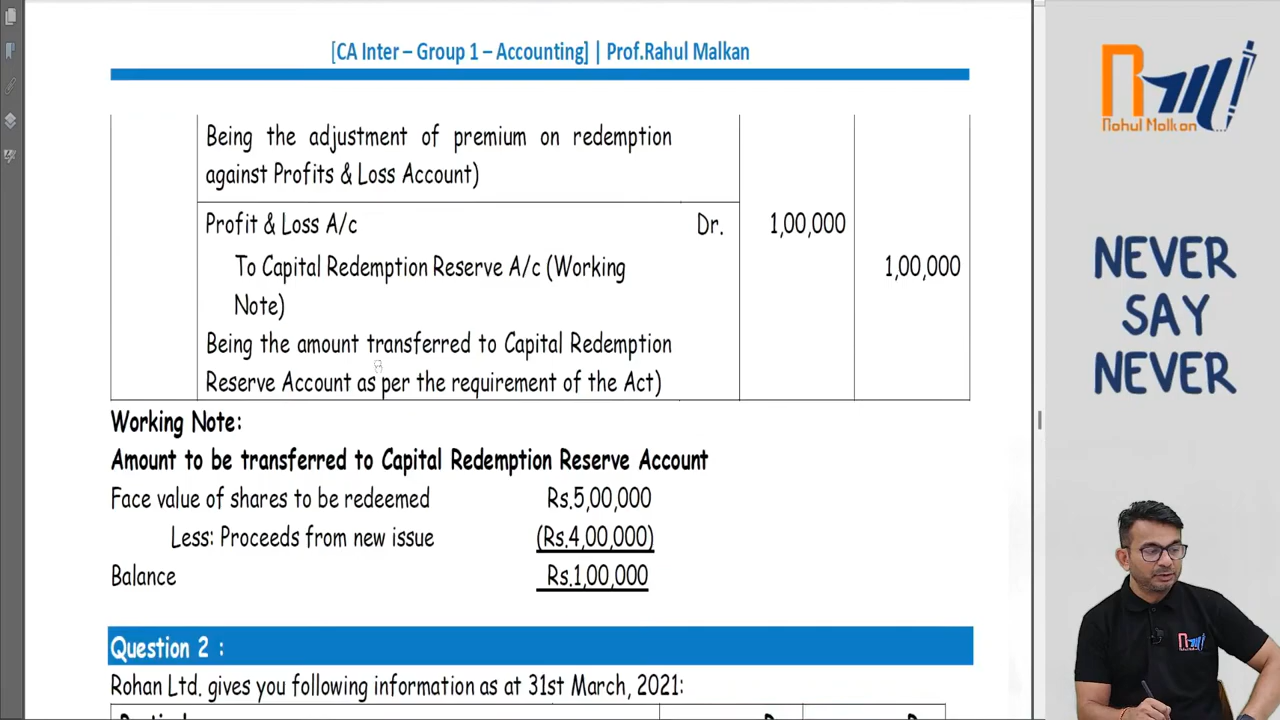 [CA Inter – Group 1 – Accounting] | Prof.Rahul Malkan
Being the adjustment of premium on redemption
against Profits & Loss Account)
Profit & Loss A/c Dr. 1,00,000
To Capital Redemption Reserve A/c (Working 1,00,000
Note)
Being the amount transferred to Capital Redemption
Reserve Account as per the requirement of the Act)
Working Note:
Amount to be transferred to Capital Redemption Reserve Account
Face value of shares to be redeemed Rs.5,00,000
Less: Proceeds from new issue (Rs.4,00,000)
Balance Rs.1,00,000
Question 2 :
Rohan Ltd. gives you following information as at 31st March, 2021:
Rahul Malkan
NEVER
SAY
NEVER